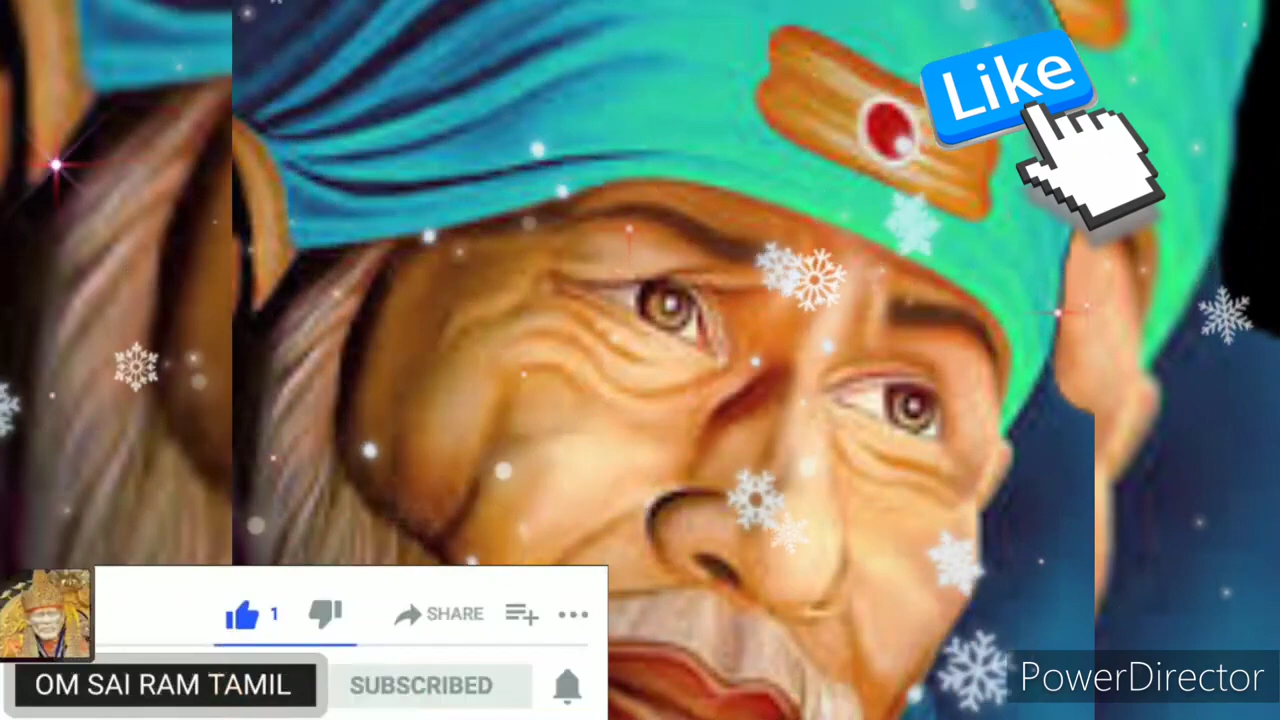 Like
1
SHARE
OM SAI RAM TAMIL
SUBSCRIBED
PowerDirector